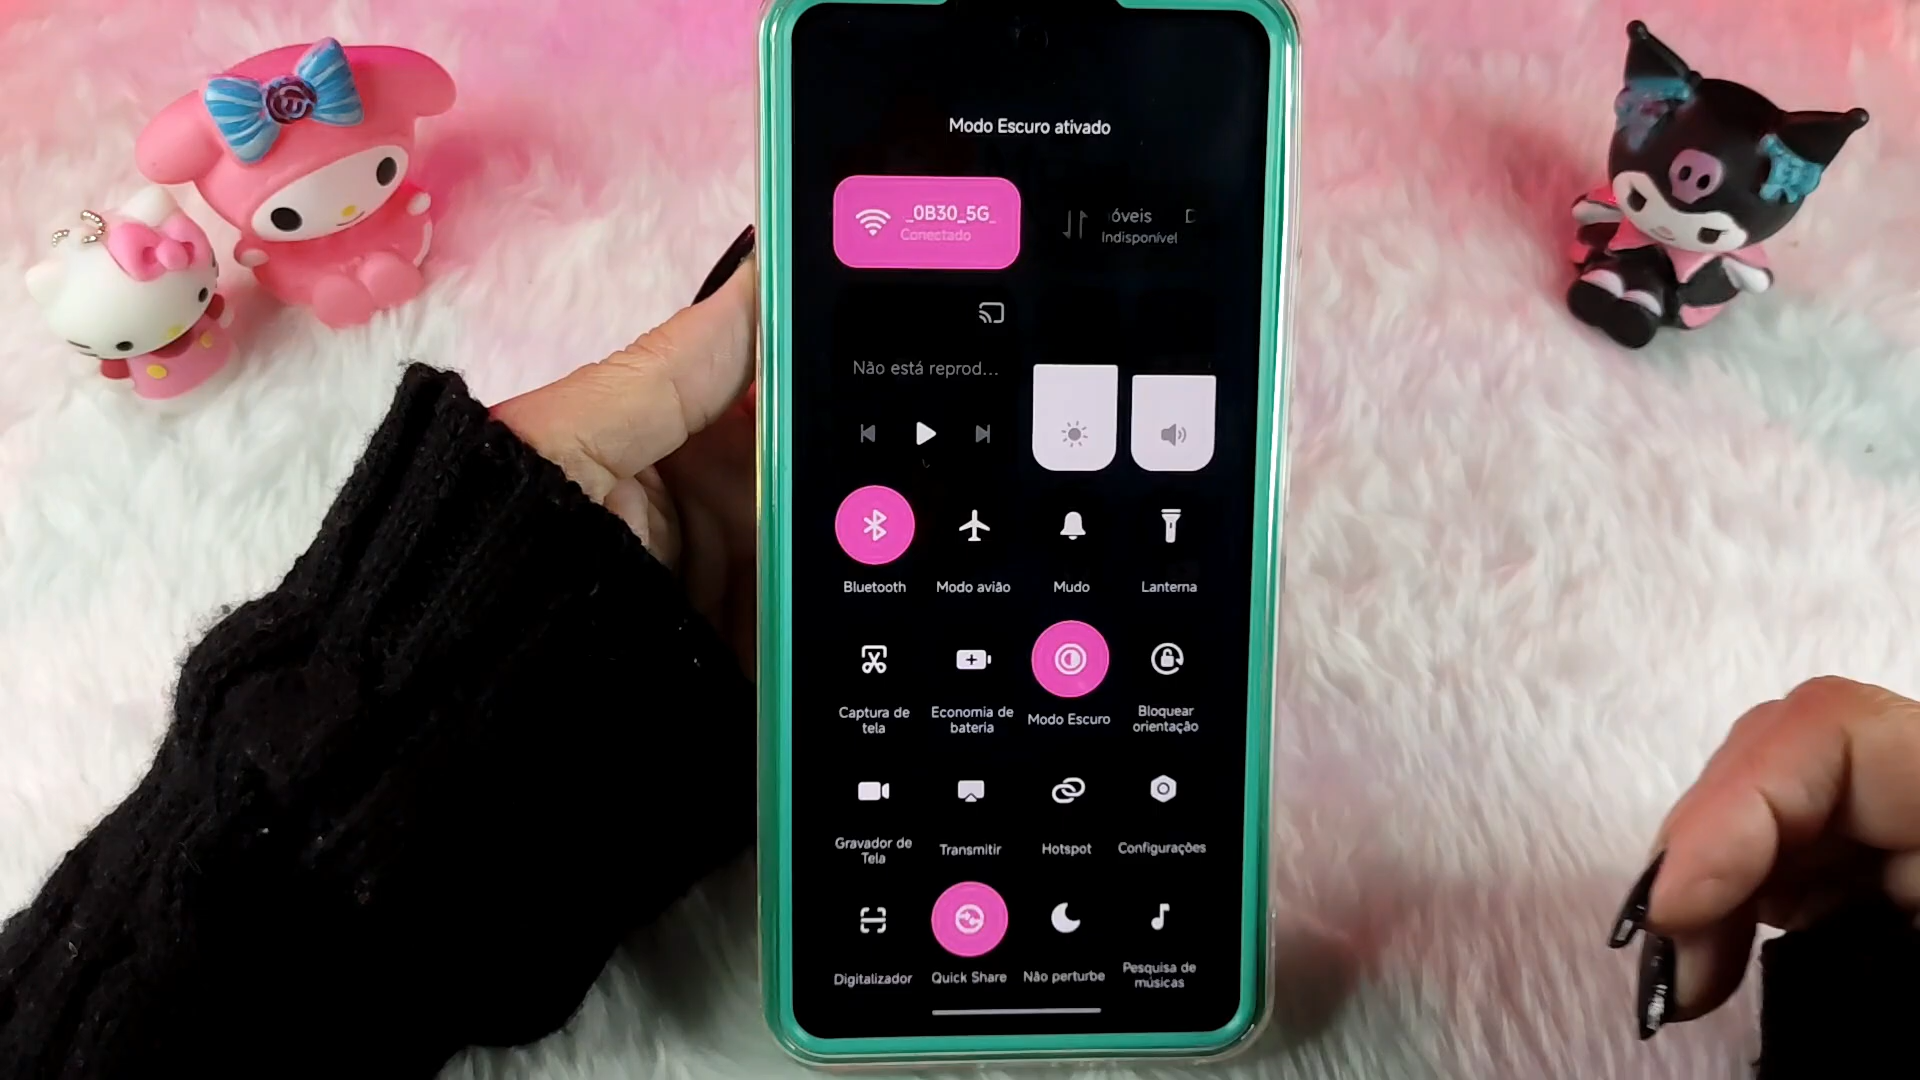 Modo Escuro ativado
_0B30_5G_
Conectado
óveis
Indisponível
Não está reprod...
Bluetooth
Modo avião
Mudo
Lanterna
Captura de
tela
Economia de
bateria
Modo Escuro
Bloquear
orientação
Gravador de
Tela
Transmitir
Hotspot
Configurações
Digitalizador
Quick Share
Não perturbe
Pesquisa de
músicas